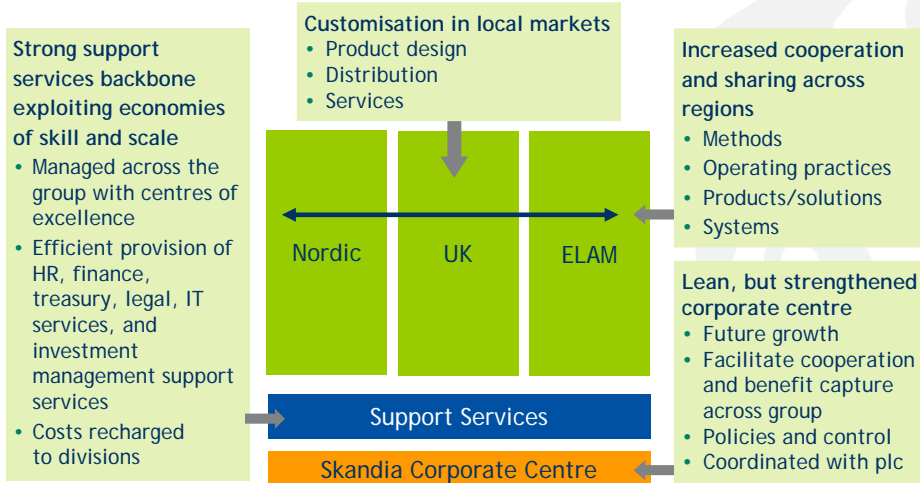 Strong support
services backbone
exploiting economies
of skill and scale
• Managed across the
group with centres of
excellence
• Efficient provision of
HR, finance,
treasury, legal, IT
services, and
investment
management support
services
• Costs recharged
to divisions
Customisation in local markets
• Product design
• Distribution
• Services
Nordic
UK
ELAM
Support Services
Skandia Corporate Centre
Increased cooperation
and sharing across
regions
• Methods
• Operating practices
• Products/solutions
• Systems
Lean, but strengthened
corporate centre
• Future growth
• Facilitate cooperation
and benefit capture
across group
• Policies and control
• Coordinated with plc